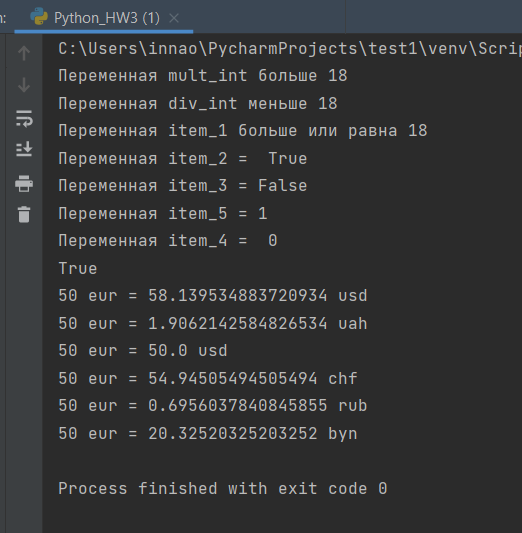 n:
Python_HW3 (1) ×
C:\Users\innao\PycharmProjects\test1\venv\Scrip
Переменная mult_int больше 18
Переменная div_int меньше 18
Переменная item_1 больше или равна 18
Переменная item_2 =  True
Переменная item_3 = False
Переменная item_5 = 1
Переменная item_4 =  0
True
50 eur = 58.139534883720934 usd
50 eur = 1.9062142584826534 uah
50 eur = 50.0 usd
50 eur = 54.94505494505494 chf
50 eur = 0.6956037840845855 rub
50 eur = 20.32520325203252 byn
Process finished with exit code 0